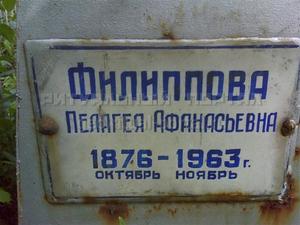 ФИЛИППОВА
ПЕЛАГЕЯ АФАНАСЬЕВНА
1876-1963 г.
ОКТЯБРЬ НОЯБРЬ